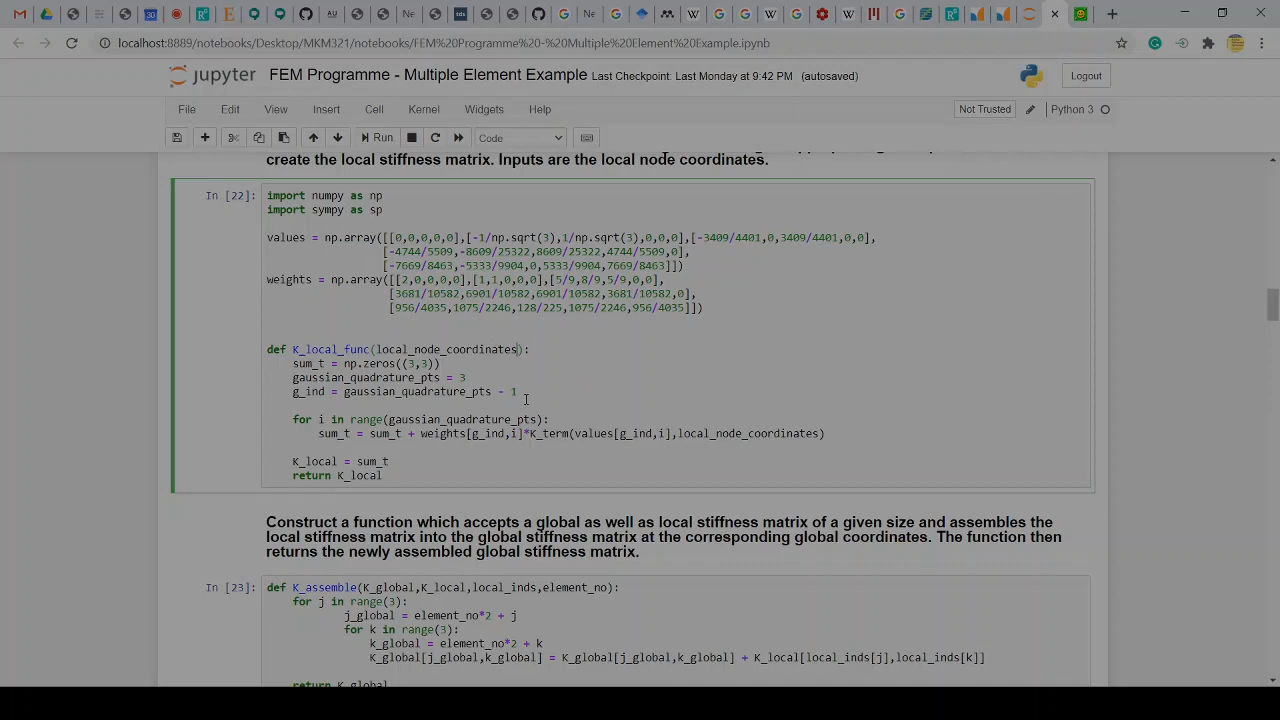 Ne
tds
AU
Ne
localhost:8889/notebooks/Desktop/MKM321/notebooks/FEM%20Programme%20-%20Multiple%20Element%20Example.ipynb
jupyter FEM Programme - Multiple Element Example Last Checkpoint: Last Monday at 9:42 PM (autosaved)
Logout
File Edit View Insert Cell Kernel Widgets Help Not Trusted Python 3
Run Code
create the local stiffness matrix. Inputs are the local node coordinates.
In [22]: import numpy as np
import sympy as sp
values = np.array([[0,0,0,0,0],[-1/np.sqrt(3),1/np.sqrt(3),0,0,0],[-3409/4401,0,3409/4401,0,0],
[-4744/5509,-8609/25322,8609/25322,4744/5509,0],
[-7669/8463,-5333/9904,0,5333/9904,7669/8463]])
weights = np.array([[2,0,0,0,0],[1,1,0,0,0],[5/9,8/9,5/9,0,0],
[3681/10582,6901/10582,6901/10582,3681/10582,0],
[956/4035,1075/2246,128/225,1075/2246,956/4035]])
def K_local_func(local_node_coordinates):
sum_t = np.zeros((3,3))
gaussian_quadrature_pts = 3
g_ind = gaussian_quadrature_pts - 1
for i in range(gaussian_quadrature_pts):
sum_t = sum_t + weights[g_ind,i]*K_term(values[g_ind,i],local_node_coordinates)
K_local = sum_t
return K_local
Construct a function which accepts a global as well as local stiffness matrix of a given size and assembles the
local stiffness matrix into the global stiffness matrix at the corresponding global coordinates. The function then
returns the newly assembled global stiffness matrix.
In [23]: def K_assemble(K_global,K_local,local_inds,element_no):
for j in range(3):
j_global = element_no*2 + j
for k in range(3):
k_global = element_no*2 + k
K_global[j_global,k_global] = K_global[j_global,k_global] + K_local[local_inds[j],local_inds[k]]
return K_global